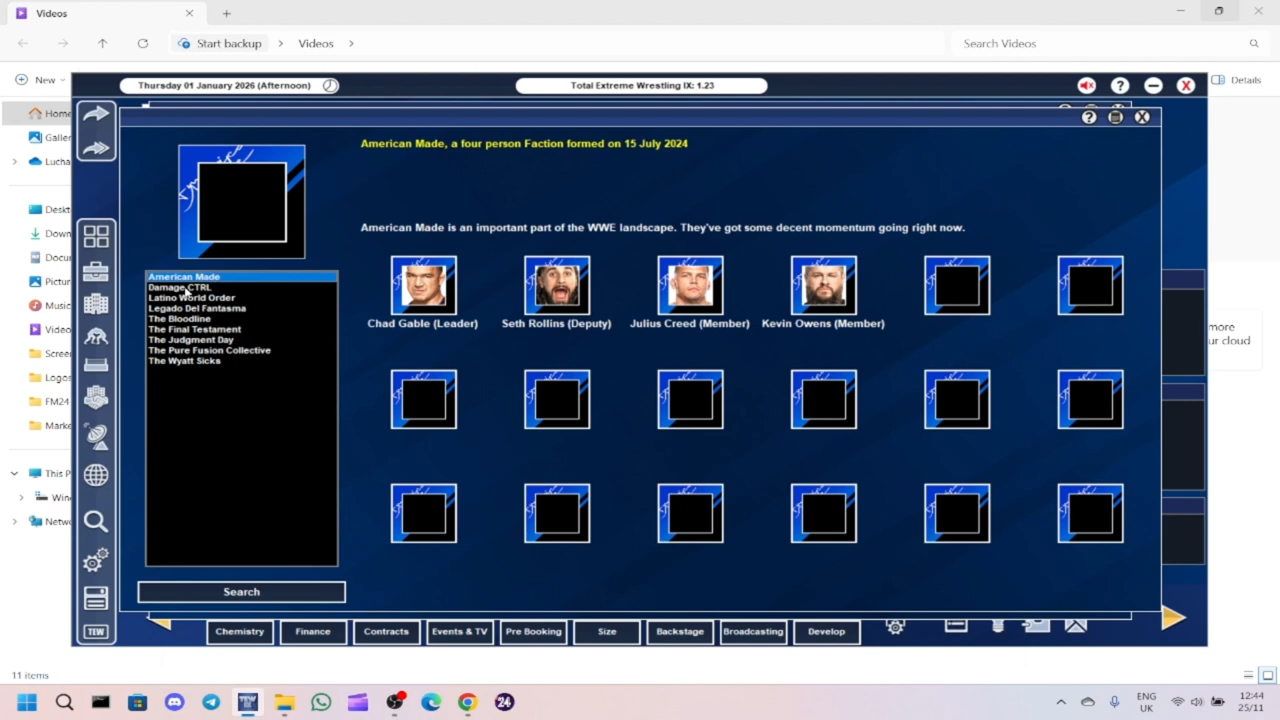 Videos
Start backup
Videos
Search Videos
New
Details
Thursday 01 January 2026 (Afternoon)
Total Extreme Wrestling IX: 1.23
Home
Galler
Lucha
Deskt
Down
Docu
Pictur
Music
Video
Screer
Logos
FM24
Marke
This P
Wind
Netwo
American Made, a four person Faction formed on 15 July 2024
American Made is an important part of the WWE landscape. They've got some decent momentum going right now.
American Made
Damage CTRL
Latino World Order
Legado Del Fantasma
The Bloodline
The Final Testament
The Judgment Day
The Pure Fusion Collective
The Wyatt Sicks
Chad Gable (Leader)
Seth Rollins (Deputy)
Julius Creed (Member)
Kevin Owens (Member)
more
ur cloud
Search
TEW
Chemistry
Finance
Contracts
Events & TV
Pre Booking
Size
Backstage
Broadcasting
Develop
11 items
TEW
24
ENG
UK
12:44
25/11